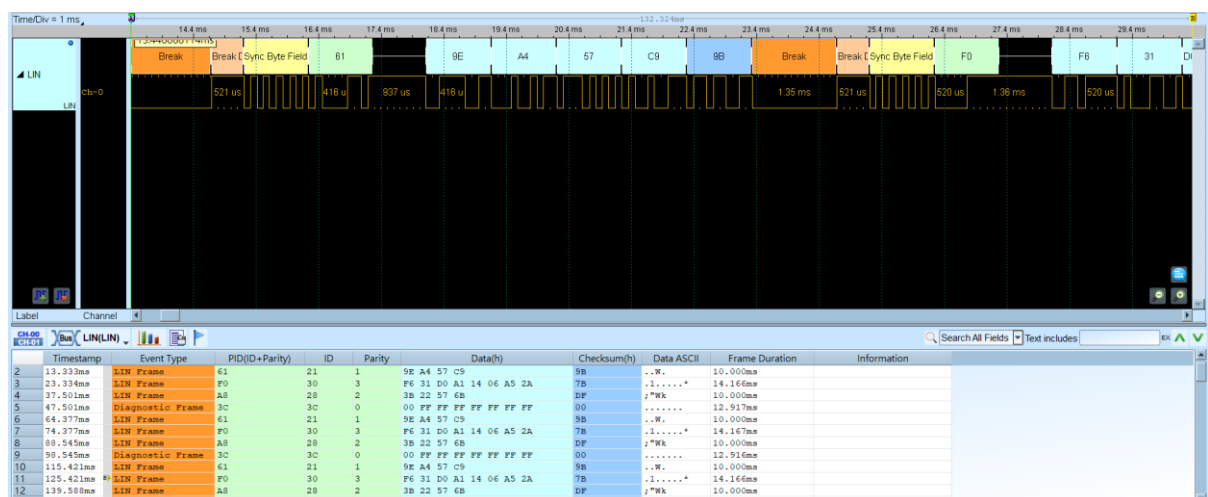 Time/Div = 1 ms
132.324ms
14.4 ms 15.4 ms 16.4 ms 17.4 ms 18.4 ms 19.4 ms 20.4 ms 21.4 ms 22.4 ms 23.4 ms 24.4 ms 25.4 ms 26.4 ms 27.4 ms 28.4 ms 29.4 ms
Break Break D Sync Byte Field 61 9E A4 57 C9 9B Break Break D Sync Byte Field F0 F6 31
LIN
Ch-0 521 us 416 u 937 us 416 u 1.35 ms 521 us 520 us 1.36 ms 520 us
LIN
Label Channel
CH-00 CH-01 Bus LIN(LIN) Search All Fields Text includes
Timestamp Event Type PID(ID+Parity) ID Parity Data(h) Checksum(h) Data ASCII Frame Duration Information
2 13.333ms LIN Frame 61 21 1 9E A4 57 C9 9B ..W. 10.000ms
3 23.334ms LIN Frame F0 30 3 F6 31 D0 A1 14 06 A5 2A 7B .1.....* 14.166ms
4 37.501ms LIN Frame A8 28 2 3B 22 57 6B DF ;"Wk 10.000ms
5 47.501ms Diagnostic Frame 3C 3C 0 00 FF FF FF FF FF FF FF 00 ....... 12.917ms
6 64.377ms LIN Frame 61 21 1 9E A4 57 C9 9B ..W. 10.000ms
7 74.377ms LIN Frame F0 30 3 F6 31 D0 A1 14 06 A5 2A 7B .1.....* 14.167ms
8 88.545ms LIN Frame A8 28 2 3B 22 57 6B DF ;"Wk 10.000ms
9 98.545ms Diagnostic Frame 3C 3C 0 00 FF FF FF FF FF FF FF 00 ....... 12.916ms
10 115.421ms LIN Frame 61 21 1 9E A4 57 C9 9B ..W. 10.000ms
11 125.421ms LIN Frame F0 30 3 F6 31 D0 A1 14 06 A5 2A 7B .1.....* 14.166ms
12 139.588ms LIN Frame A8 28 2 3B 22 57 6B DF ;"Wk 10.000ms